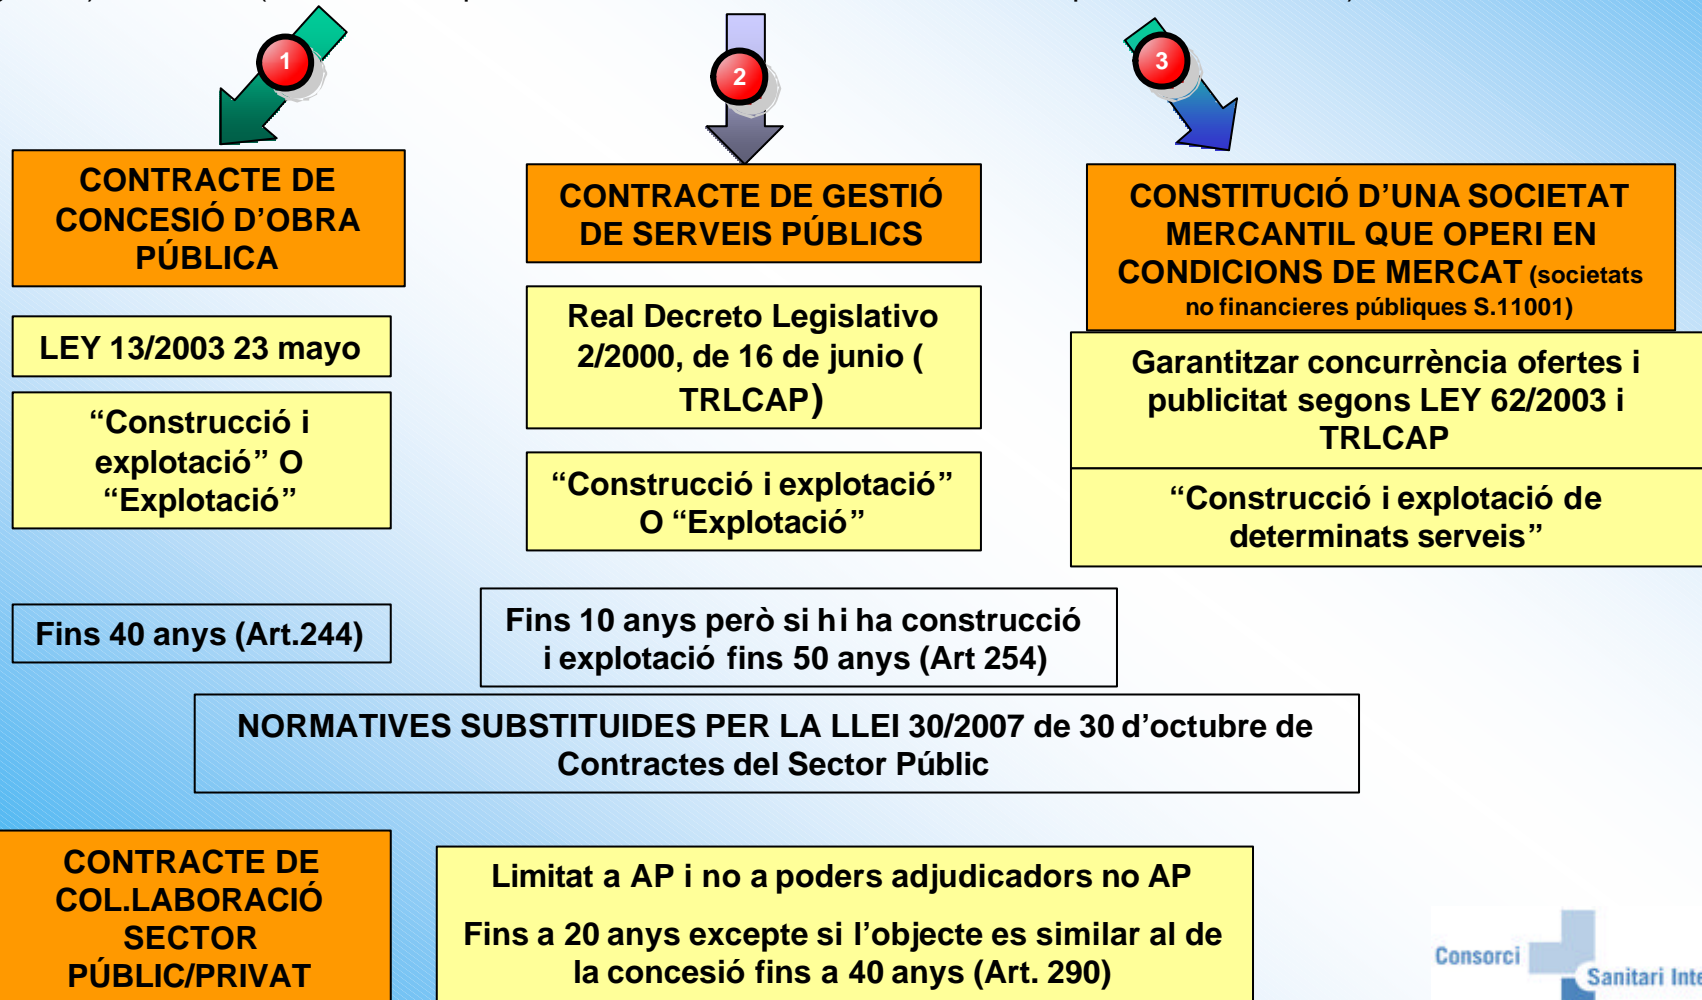 1
2
3
CONTRACTE DE
CONCESIÓ D’OBRA
PÚBLICA
LEY 13/2003 23 mayo
“Construcció i
explotació” O
“Explotació”
Fins 40 anys (Art.244)
CONTRACTE DE GESTIÓ
DE SERVEIS PÚBLICS
Real Decreto Legislativo
2/2000, de 16 de junio (
TRLCAP)
“Construcció i explotació”
O “Explotació”
Fins 10 anys però si hi ha construcció
i explotació fins 50 anys (Art 254)
CONSTITUCIÓ D’UNA SOCIETAT
MERCANTIL QUE OPERI EN
CONDICIONS DE MERCAT (societats
no financieres públiques S.11001)
Garantitzar concurrència ofertes i
publicitat segons LEY 62/2003 i
TRLCAP
“Construcció i explotació de
determinats serveis”
NORMATIVES SUBSTITUIDES PER LA LLEI 30/2007 de 30 d’octubre de
Contractes del Sector Públic
CONTRACTE DE
COL.LABORACIÓ
SECTOR
PÚBLIC/PRIVAT
Limitat a AP i no a poders adjudicadors no AP
Fins a 20 anys excepte si l’objecte es similar al de
la concesió fins a 40 anys (Art. 290)
Consorci
Sanitari Inte